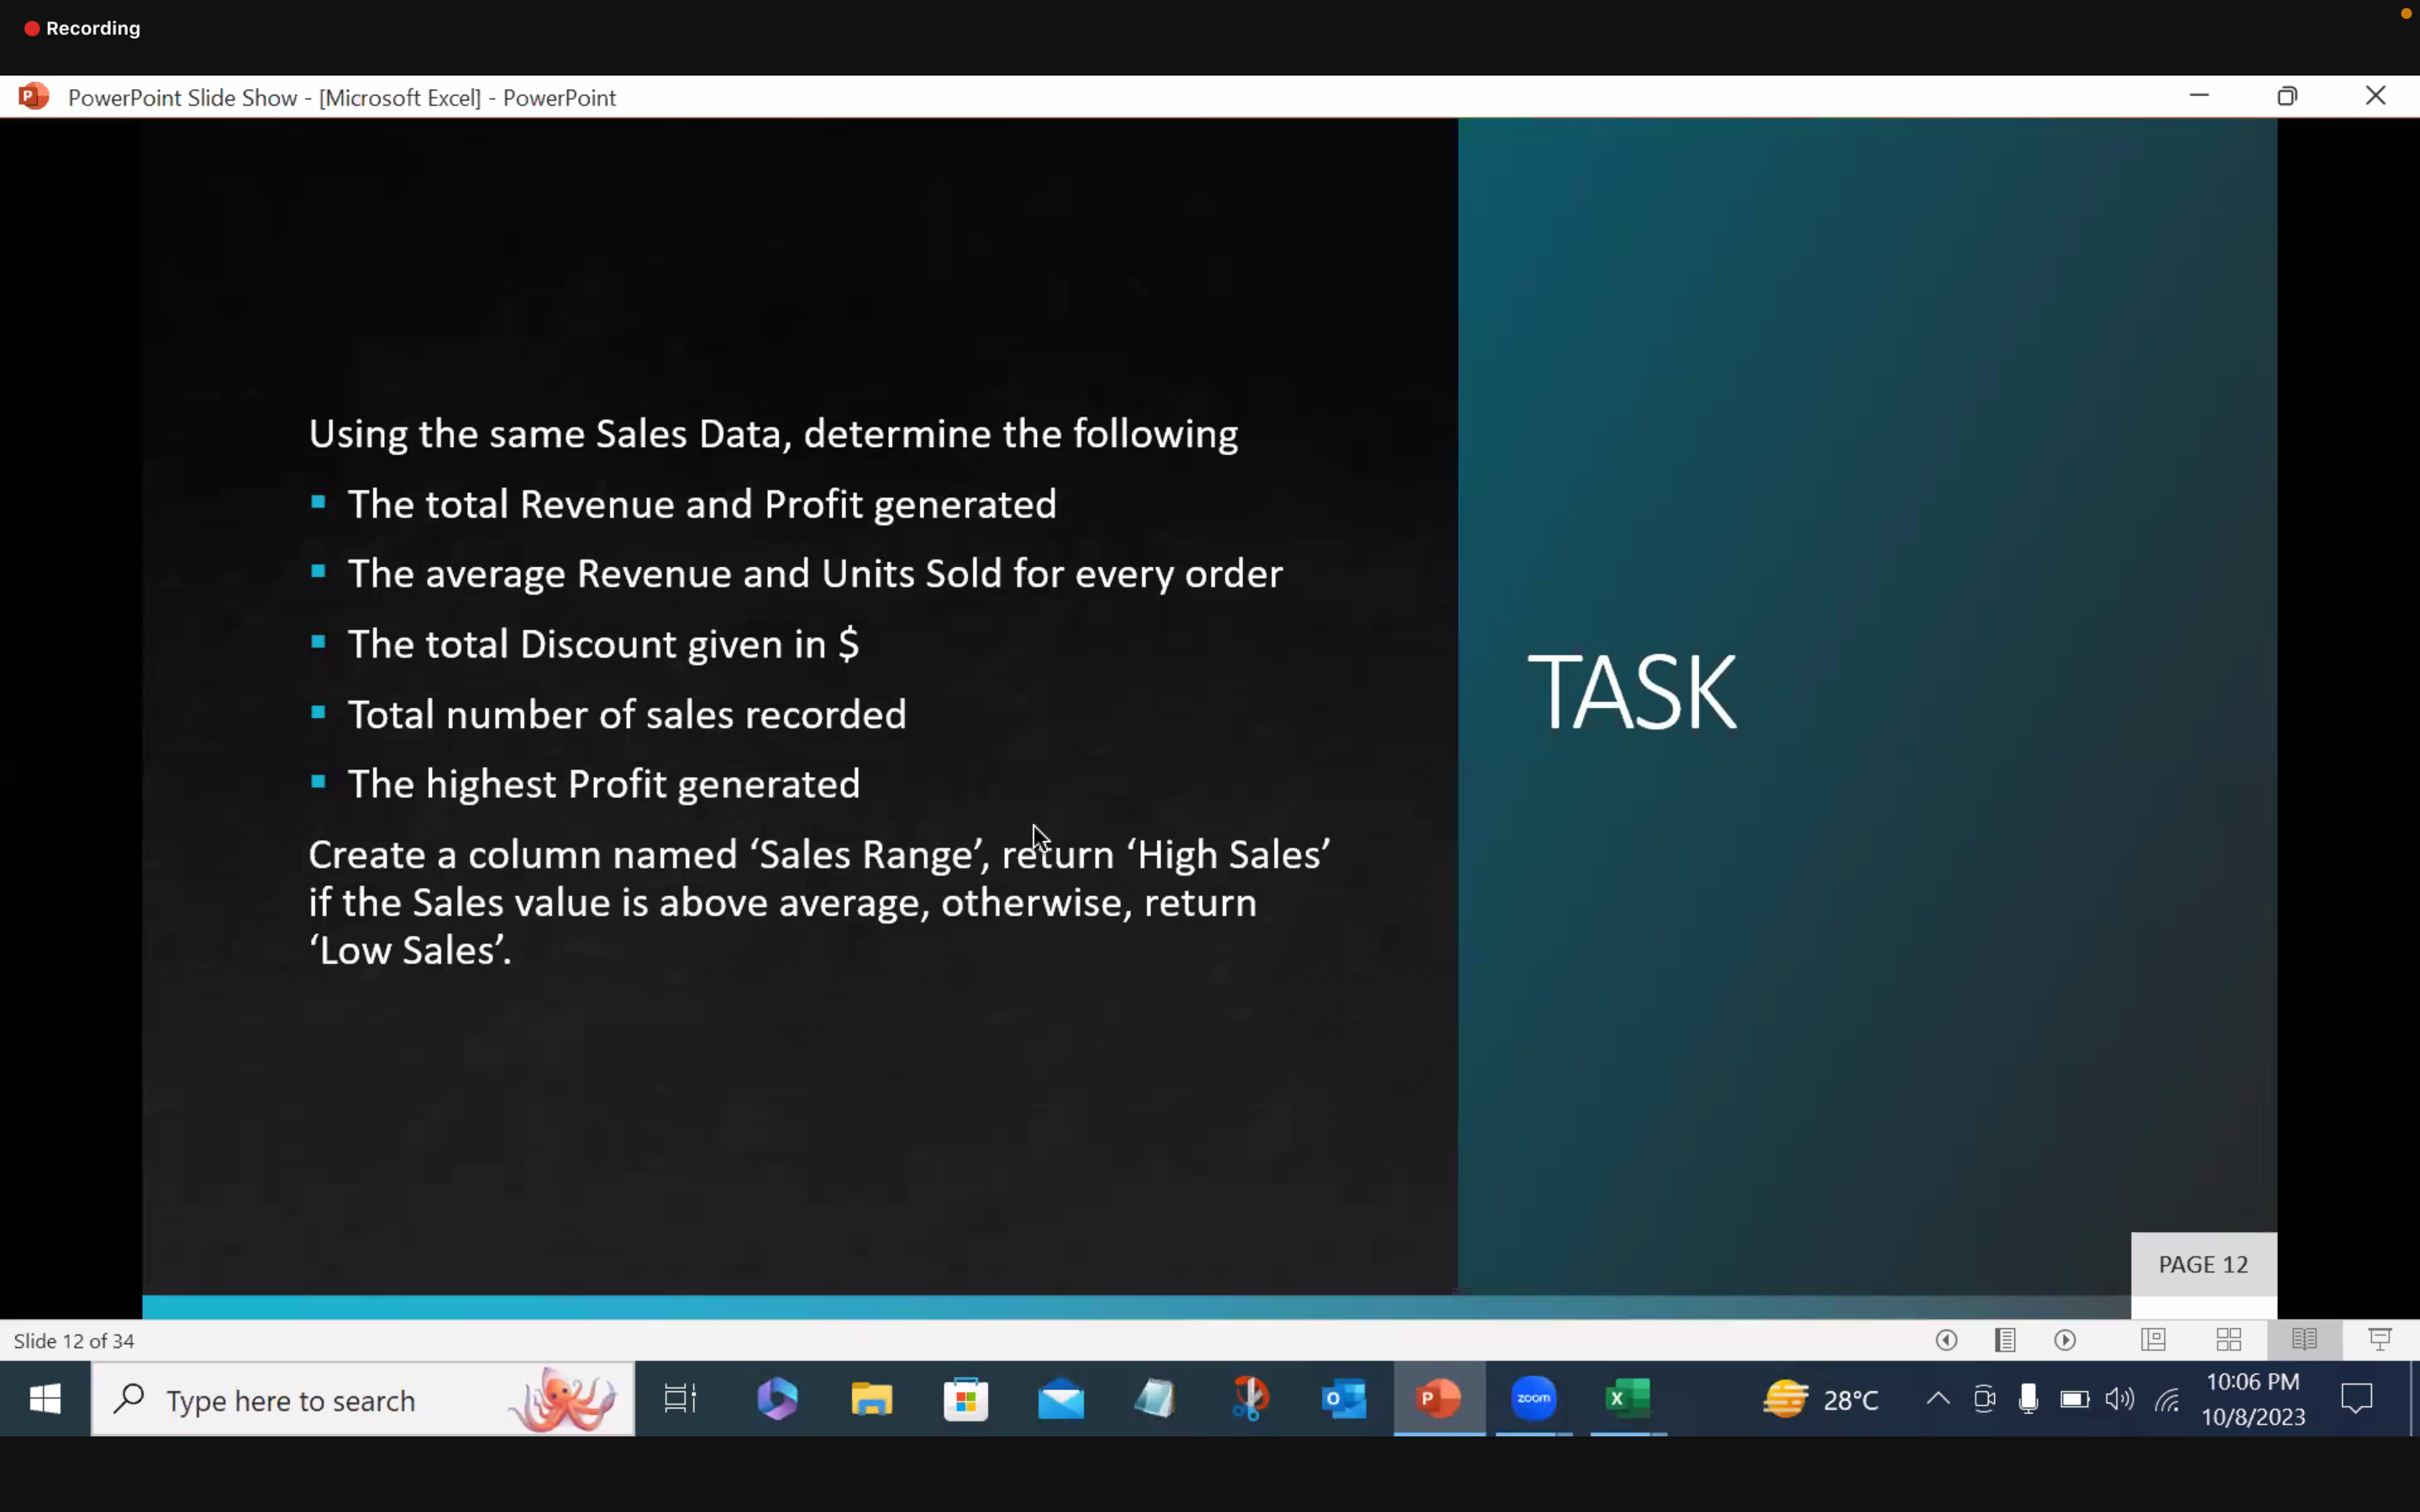 Recording
PowerPoint Slide Show - [Microsoft Excel] - PowerPoint
Using the same Sales Data, determine the following
▪ The total Revenue and Profit generated
▪ The average Revenue and Units Sold for every order
▪ The total Discount given in $
▪ Total number of sales recorded
▪ The highest Profit generated
Create a column named ‘Sales Range’, return ‘High Sales’
if the Sales value is above average, otherwise, return
‘Low Sales’.
TASK
PAGE 12
Slide 12 of 34
Type here to search
zoom
28°C
10:06 PM
10/8/2023